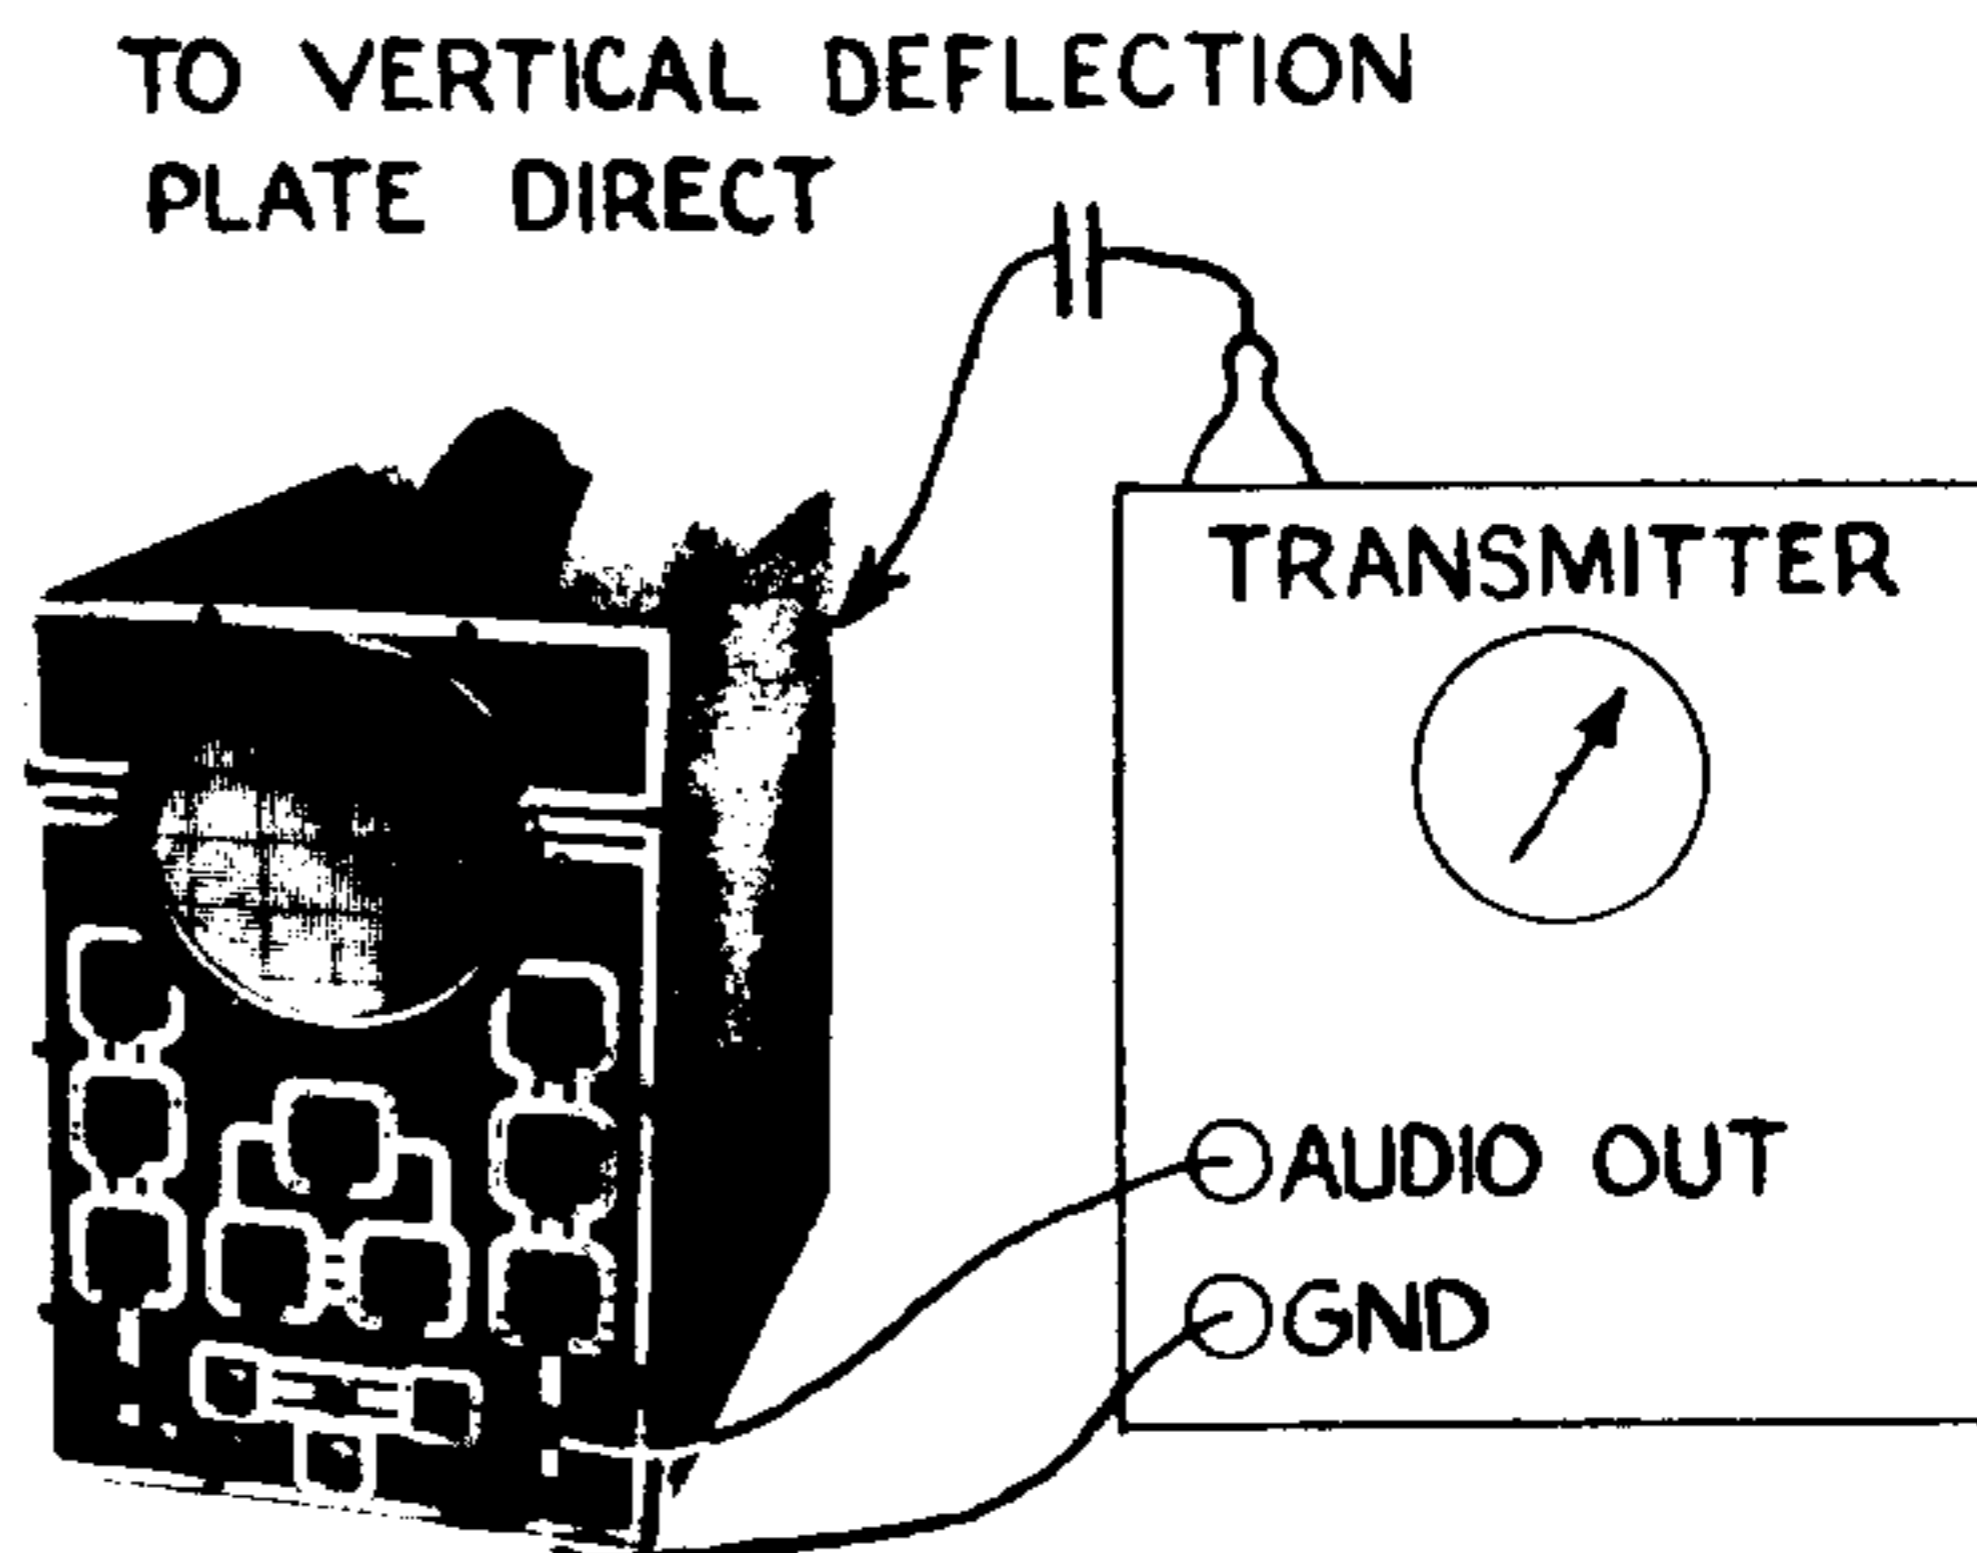 TO VERTICAL DEFLECTION
PLATE DIRECT
TRANSMITTER
AUDIO OUT
GND